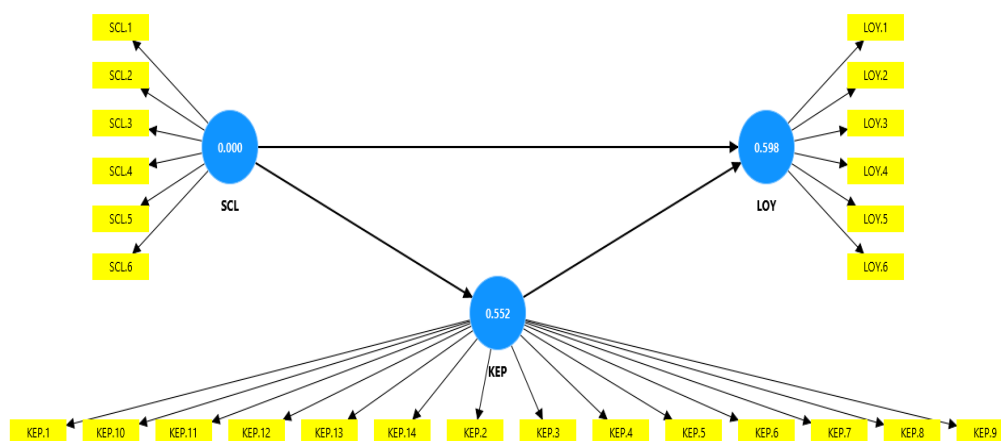 SCL.1
SCL.2
SCL.3
SCL.4
SCL.5
SCL.6
0.000
SCL
LOY.1
LOY.2
LOY.3
LOY.4
LOY.5
LOY.6
0.598
LOY
0.552
KEP
KEP.1 KEP.10 KEP.11 KEP.12 KEP.13 KEP.14 KEP.2 KEP.3 KEP.4 KEP.5 KEP.6 KEP.7 KEP.8 KEP.9